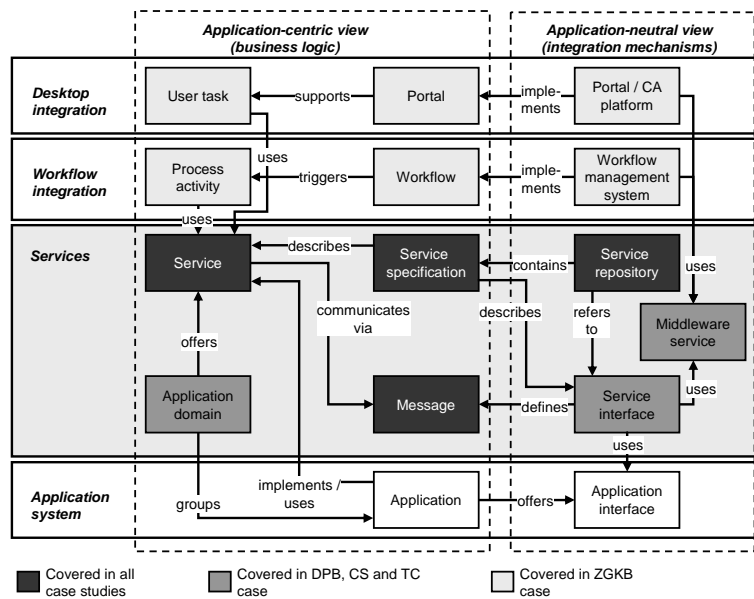 Application-centric view
(business logic)
Application-neutral view
(integration mechanisms)
Desktop
integration
User task
supports
Portal
imple-
ments
Portal / CA
platform
uses
Workflow
integration
Process
activity
triggers
Workflow
imple-
ments
Workflow
management
system
uses
Services
Service
describes
Service
specification
contains
Service
repository
uses
communicates
via
describes
refers
to
Middleware
service
offers
Application
domain
Message
defines
Service
interface
uses
uses
Application
system
groups
implements /
uses
Application
offers
Application
interface
Covered in all
case studies
Covered in DPB, CS and TC
case
Covered in ZGKB
case